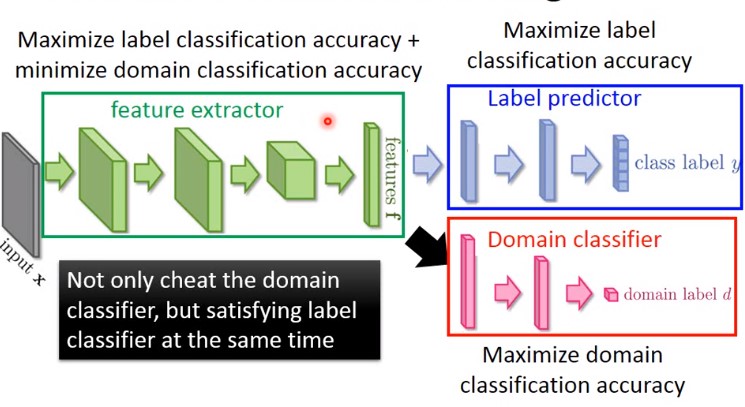 Maximize label classification accuracy +
minimize domain classification accuracy
Maximize label
classification accuracy
feature extractor
Label predictor
input x
features f
class label y
Domain classifier
domain label d
Not only cheat the domain
classifier, but satisfying label
classifier at the same time
Maximize domain
classification accuracy